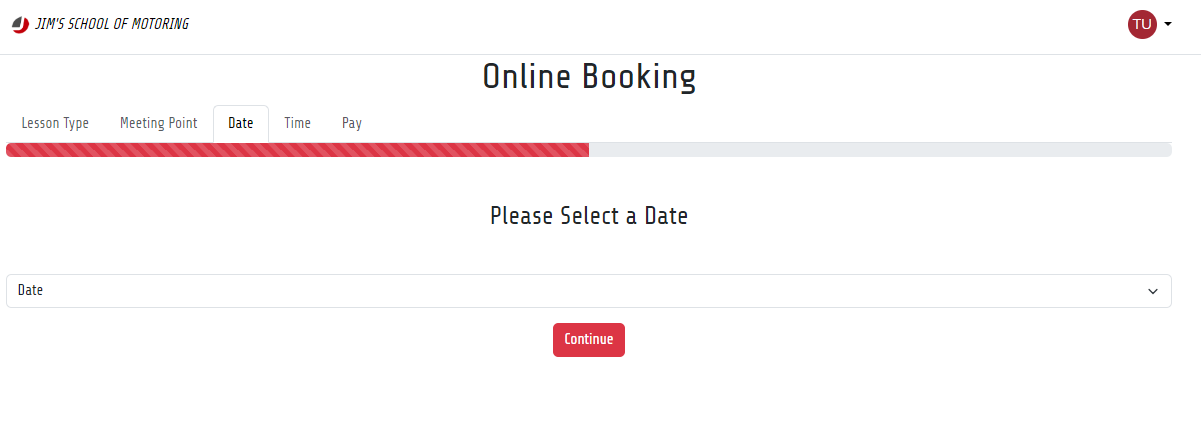 JIM'S SCHOOL OF MOTORING
TU
Online Booking
Lesson Type Meeting Point Date Time Pay
Please Select a Date
Date
Continue